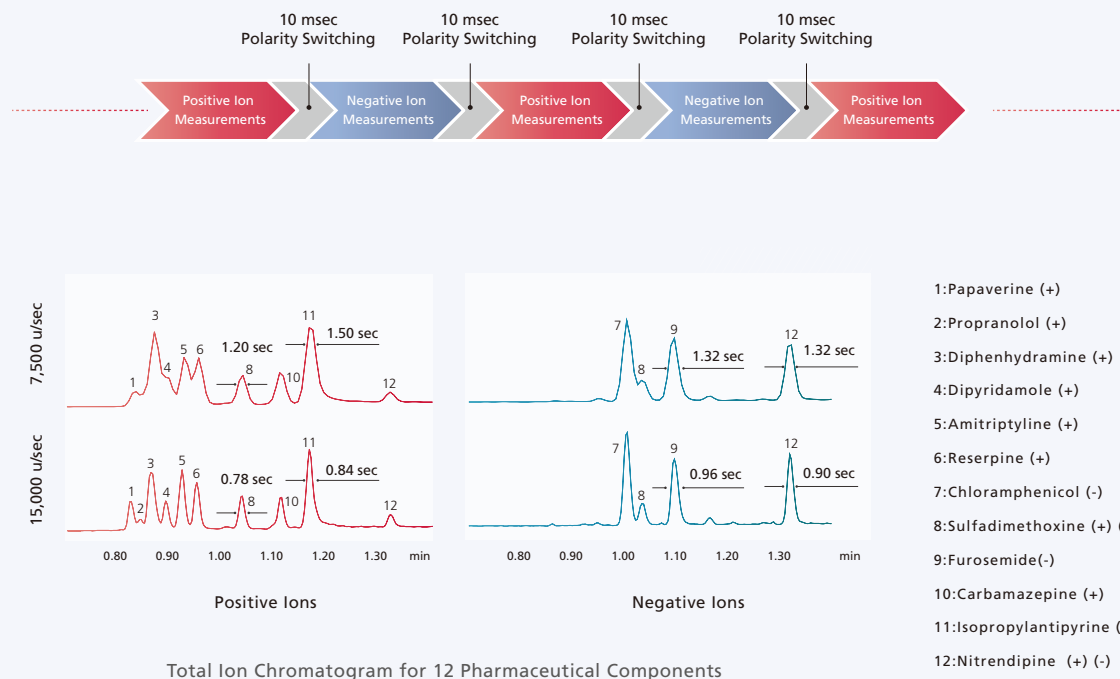 10 msec
Polarity Switching
10 msec
Polarity Switching
10 msec
Polarity Switching
10 msec
Polarity Switching
Positive Ion
Measurements
Negative Ion
Measurements
Positive Ion
Measurements
Negative Ion
Measurements
Positive Ion
Measurements
7,500 u/sec
1
3
4
5
6
1.20 sec
8
10
11
1.50 sec
12
7
8
9
1.32 sec
12
1.32 sec
15,000 u/sec
1
2
3
4
5
6
0.78 sec
8
10
11
0.84 sec
12
7
8
9
0.96 sec
12
0.90 sec
0.80 0.90 1.00 1.10 1.20 1.30 min
0.80 0.90 1.00 1.10 1.20 1.30 min
Positive Ions
Negative Ions
1:Papaverine (+)
2:Propranolol (+)
3:Diphenhydramine (+)
4:Dipyridamole (+)
5:Amitriptyline (+)
6:Reserpine (+)
7:Chloramphenicol (-)
8:Sulfadimethoxine (+) (
9:Furosemide(-)
10:Carbamazepine (+)
11:Isopropylantipyrine (
12:Nitrendipine (+) (-)
Total Ion Chromatogram for 12 Pharmaceutical Components